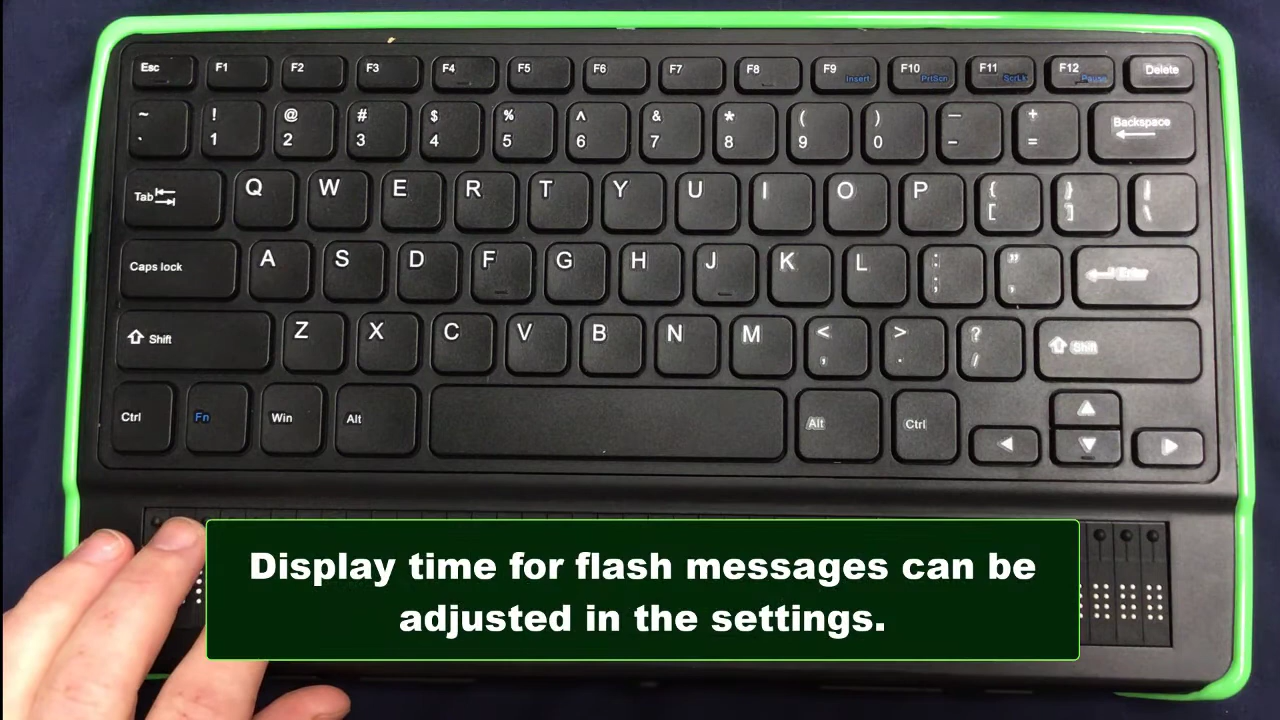 Esc F1 F2 F3 F4 F5 F6 F7 F8 F9 Insert F10 PrtScn F11 ScrLk F12 Pause Delete
~ ` ! 1 @ 2 # 3 $ 4 % 5 ^ 6 & 7 * 8 ( 9 ) 0 — - + = Backspace
Tab Q W E R T Y U I O P { [ } ] | \
Caps lock A S D F G H J K L : ; " ' Enter
Shift Z X C V B N M < , > . ? / Shift
Ctrl Fn Win Alt Alt Ctrl
Display time for flash messages can be
adjusted in the settings.